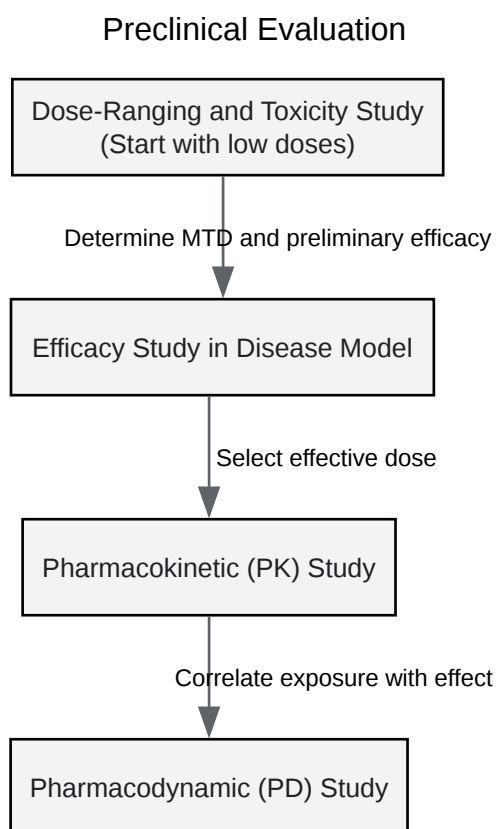 Preclinical Evaluation
Dose-Ranging and Toxicity Study
(Start with low doses)
Determine MTD and preliminary efficacy
Efficacy Study in Disease Model
Select effective dose
Pharmacokinetic (PK) Study
Correlate exposure with effect
Pharmacodynamic (PD) Study